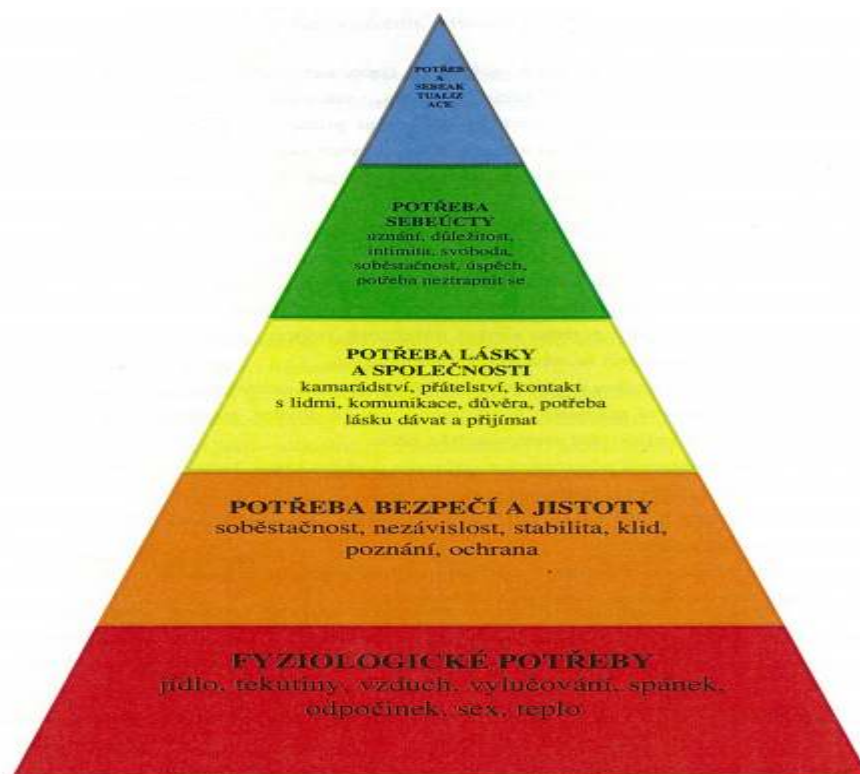 POTŘEB
A
SEBEAK
TUALIZ
ACE
POTŘEBA
SEBEÚCTY
uznání, důležitost,
intimita, svoboda,
soběstačnost, úspěch,
potřeba neztrapnit se
POTŘEBA LÁSKY
A SPOLEČNOSTI
kamarádství, přátelství, kontakt
s lidmi, komunikace, důvěra, potřeba
lásku dávat a přijímat
POTŘEBA BEZPEČÍ A JISTOTY
soběstačnost, nezávislost, stabilita, klid,
poznání, ochrana
FYZIOLOGICKÉ POTŘEBY
jídlo, tekutiny, vzduch, vylučování, spánek,
odpočinek, sex, teplo